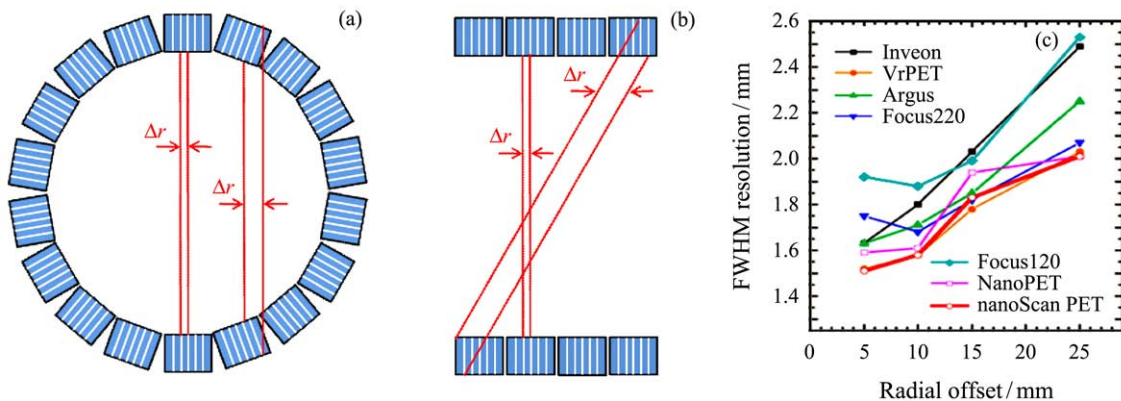 (a)
Δr
Δr
(b)
Δr
Δr
(c)
FWHM resolution / mm
2.6
2.4
2.2
2.0
1.8
1.6
1.4
Inveon
VrPET
Argus
Focus220
Focus120
NanoPET
nanoScan PET
0 5 10 15 20 25
Radial offset / mm